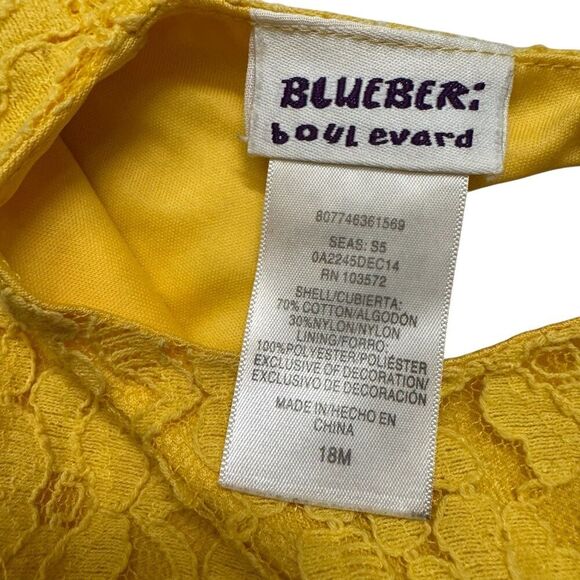 BLUEBER:
boulevard
807746361569
SEAS: S5
0A2245DEC14
RN 103572
SHELL/CUBIERTA:
70% COTTON/ALGODÓN
30%NYLON/NYLON
LINING/FORRO:
100%POLYESTER/POLIÉSTER
EXCLUSIVE OF DECORATION/
EXCLUSIVO DE DECORACIÓN
MADE IN/HECHO EN
CHINA
18M